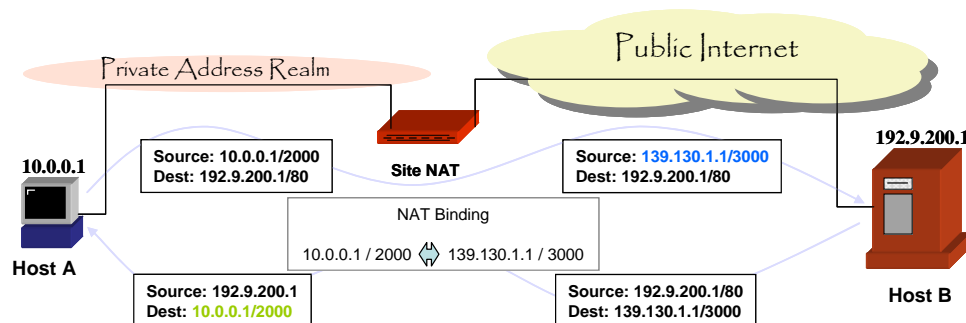 Public Internet
Private Address Realm
192.9.200.1
10.0.0.1
Source: 10.0.0.1/2000
Dest: 192.9.200.1/80
Site NAT
Source: 139.130.1.1/3000
Dest: 192.9.200.1/80
NAT Binding
10.0.0.1 / 2000 139.130.1.1 / 3000
Host A
Host B
Source: 192.9.200.1
Dest: 10.0.0.1/2000
Source: 192.9.200.1/80
Dest: 139.130.1.1/3000